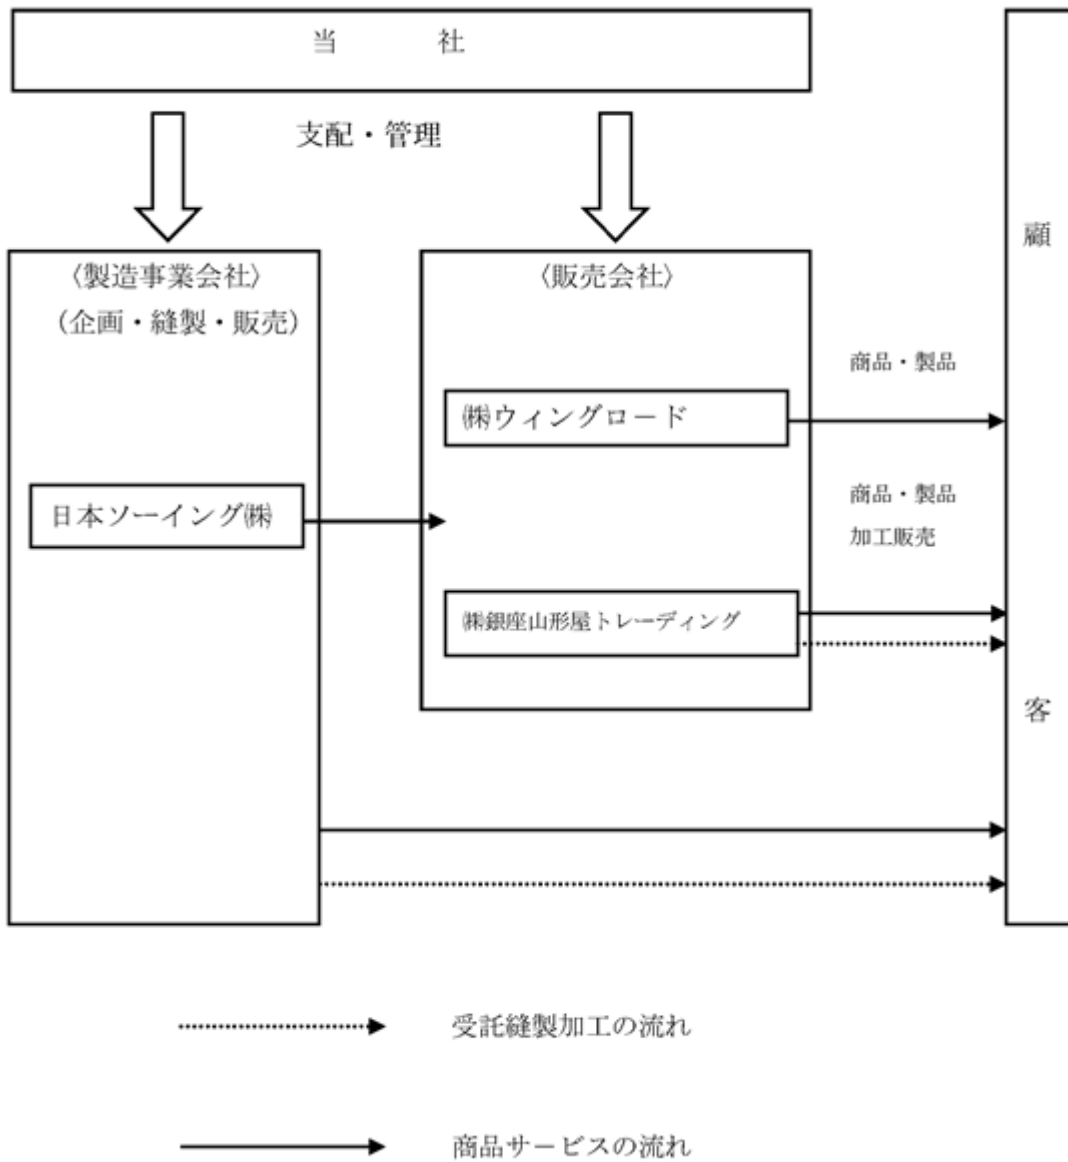 当 社
支配・管理
〈製造事業会社〉
（企画・縫製・販売）
日本ソーイング㈱
〈販売会社〉
㈱ウィングロード
㈱銀座山形屋トレーディング
商品・製品
商品・製品
加工販売
顧
客
受託縫製加工の流れ
商品サービスの流れ